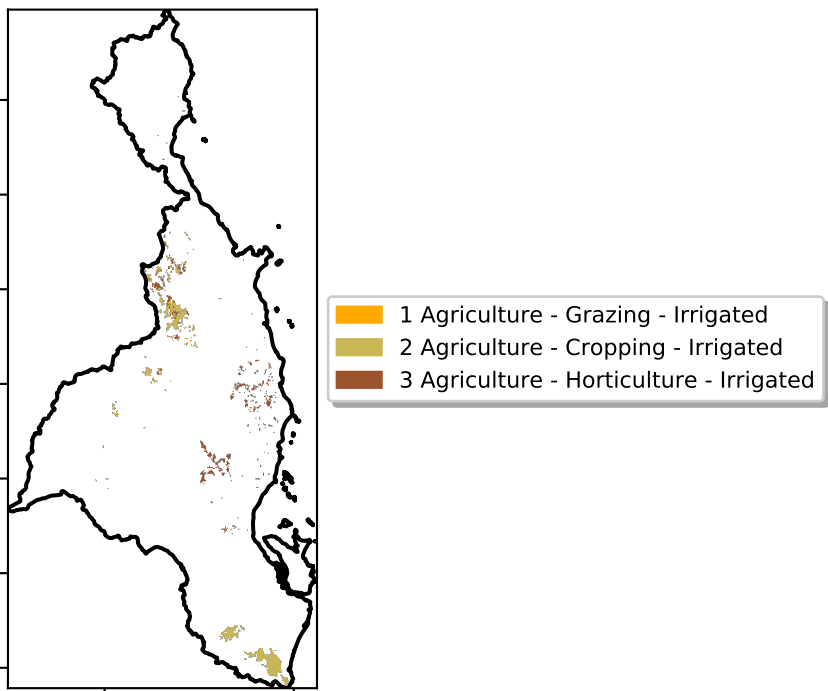 1 Agriculture - Grazing - Irrigated
2 Agriculture - Cropping - Irrigated
3 Agriculture - Horticulture - Irrigated